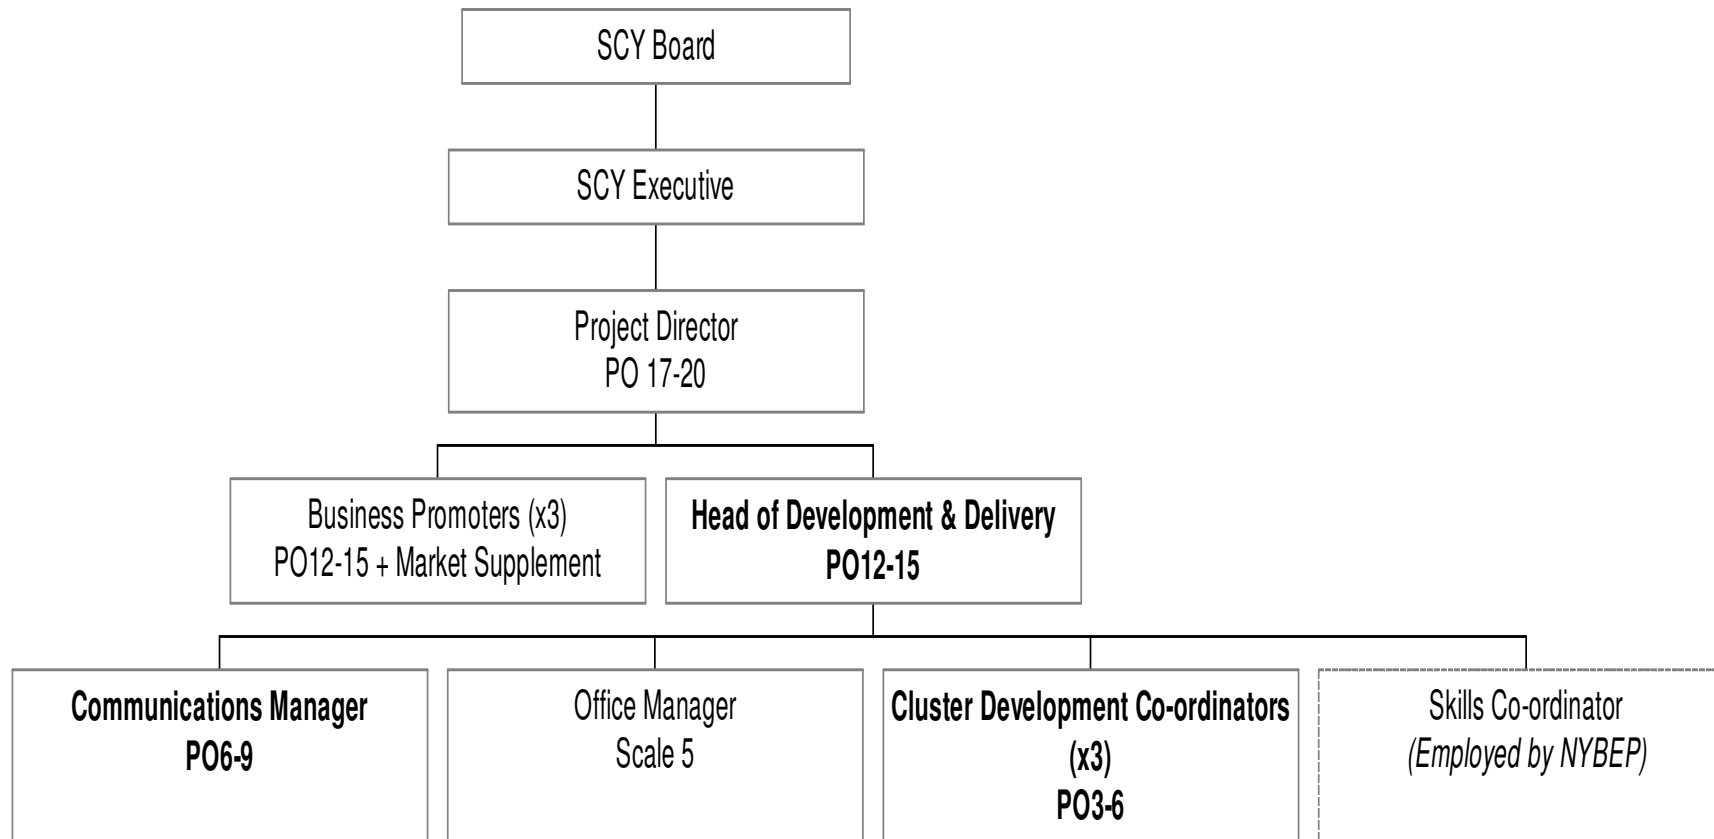 SCY Board
SCY Executive
Project Director
PO 17-20
Business Promoters (x3)
PO12-15 + Market Supplement
Head of Development & Delivery
PO12-15
Communications Manager
PO6-9
Office Manager
Scale 5
Cluster Development Co-ordinators
(x3)
PO3-6
Skills Co-ordinator
(Employed by NYBEP)